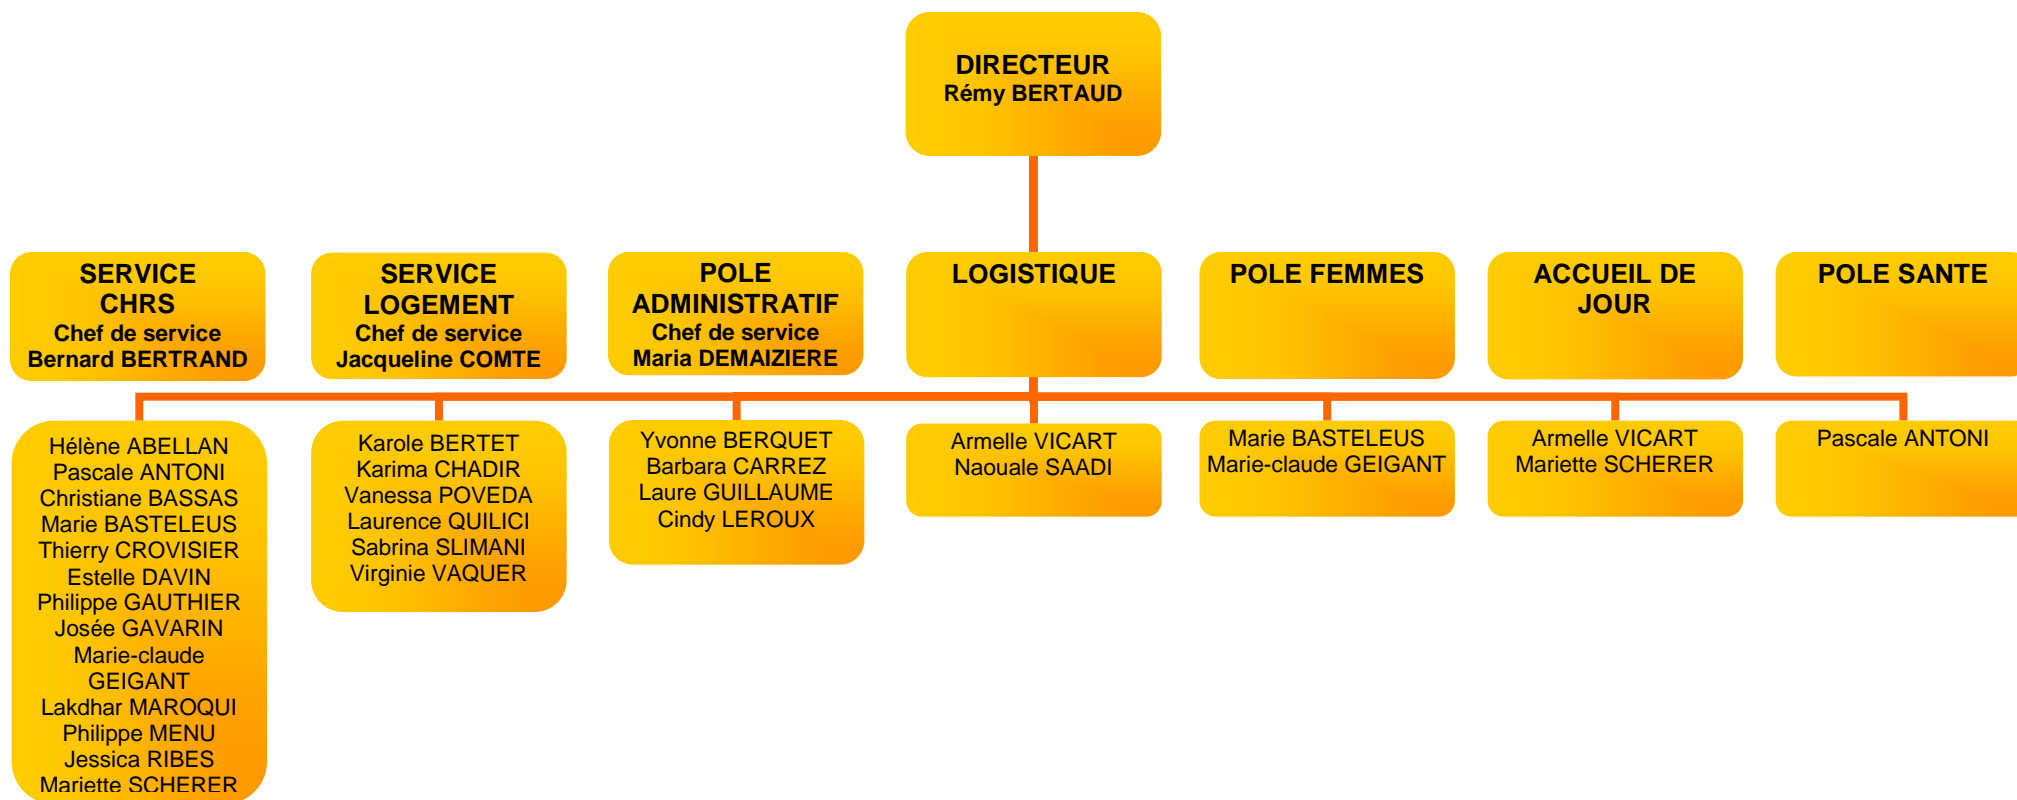 DIRECTEUR
Rémy BERTAUD
SERVICE
CHRS
Chef de service
Bernard BERTRAND
SERVICE
LOGEMENT
Chef de service
Jacqueline COMTE
POLE
ADMINISTRATIF
Chef de service
Maria DEMAIZIERE
LOGISTIQUE
POLE FEMMES
ACCUEIL DE
JOUR
POLE SANTE
Hélène ABELLAN
Pascale ANTONI
Christiane BASSAS
Marie BASTELEUS
Thierry CROVISIER
Estelle DAVIN
Philippe GAUTHIER
Josée GAVARIN
Marie-claude
GEIGANT
Lakdhar MAROQUI
Philippe MENU
Jessica RIBES
Mariette SCHERER
Karole BERTET
Karima CHADIR
Vanessa POVEDA
Laurence QUILICI
Sabrina SLIMANI
Virginie VAQUER
Yvonne BERQUET
Barbara CARREZ
Laure GUILLAUME
Cindy LEROUX
Armelle VICART
Naouale SAADI
Marie BASTELEUS
Marie-claude GEIGANT
Armelle VICART
Mariette SCHERER
Pascale ANTONI